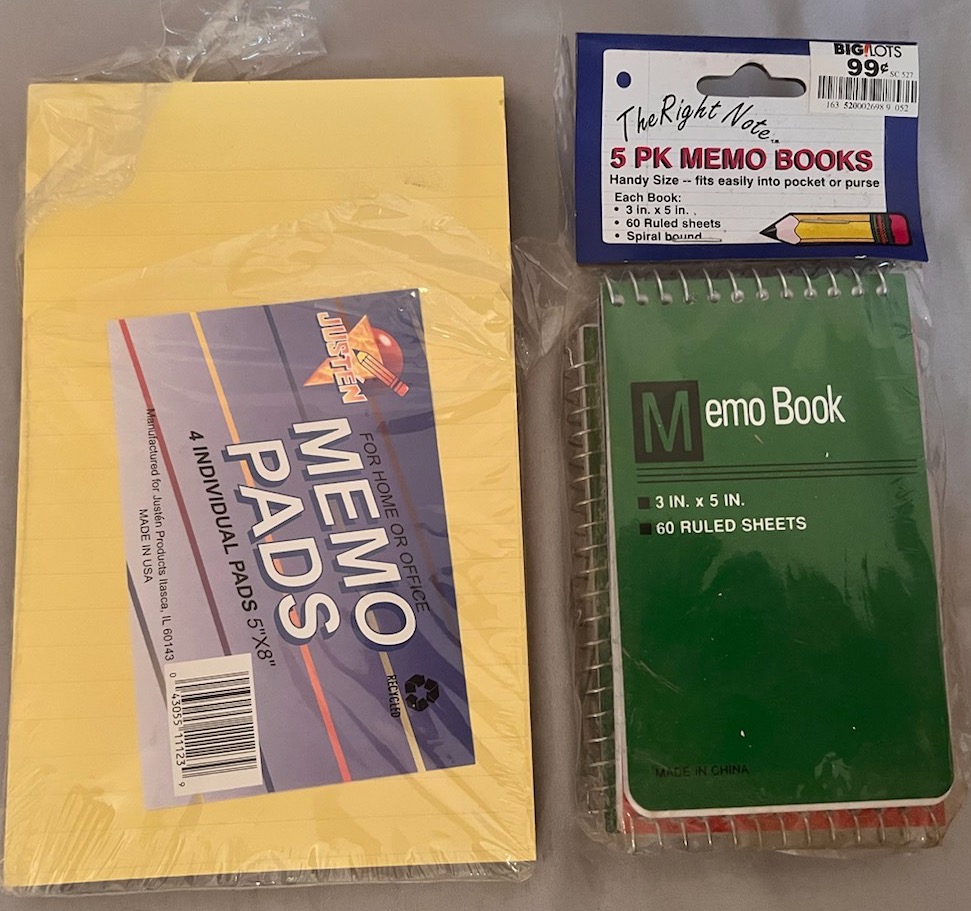 JUSTÉN
FOR HOME OR OFFICE
MEMO
PADS
4 INDIVIDUAL PADS 5"X8"
Manufactured for Justén Products Itasca, IL 60143
MADE IN USA
RECYCLED
0 43055 11123 9
BIG LOTS
99¢ SC 527
163 520002698 9 052
The Right Note™
5 PK MEMO BOOKS
Handy Size -- fits easily into pocket or purse
Each Book:
• 3 in. x 5 in.
• 60 Ruled sheets
• Spiral bound
Memo Book
3 IN. x 5 IN.
60 RULED SHEETS
MADE IN CHINA